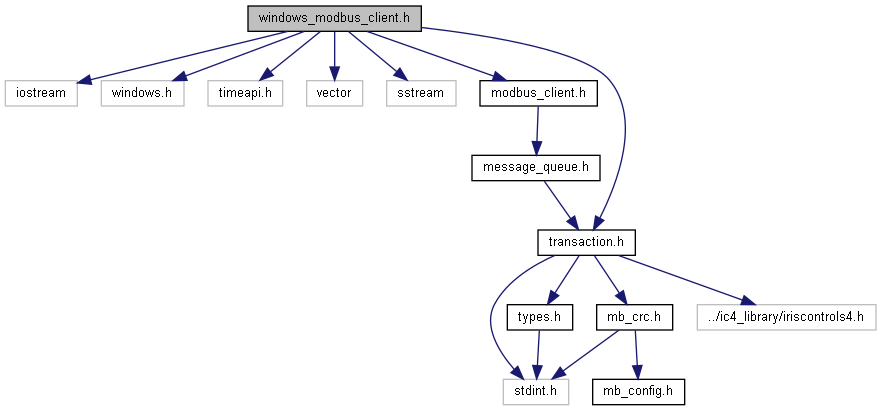 windows_modbus_client.h
iostream
windows.h
timeapi.h
vector
sstream
modbus_client.h
message_queue.h
transaction.h
types.h
mb_crc.h
../ic4_library/iriscontrols4.h
stdint.h
mb_config.h